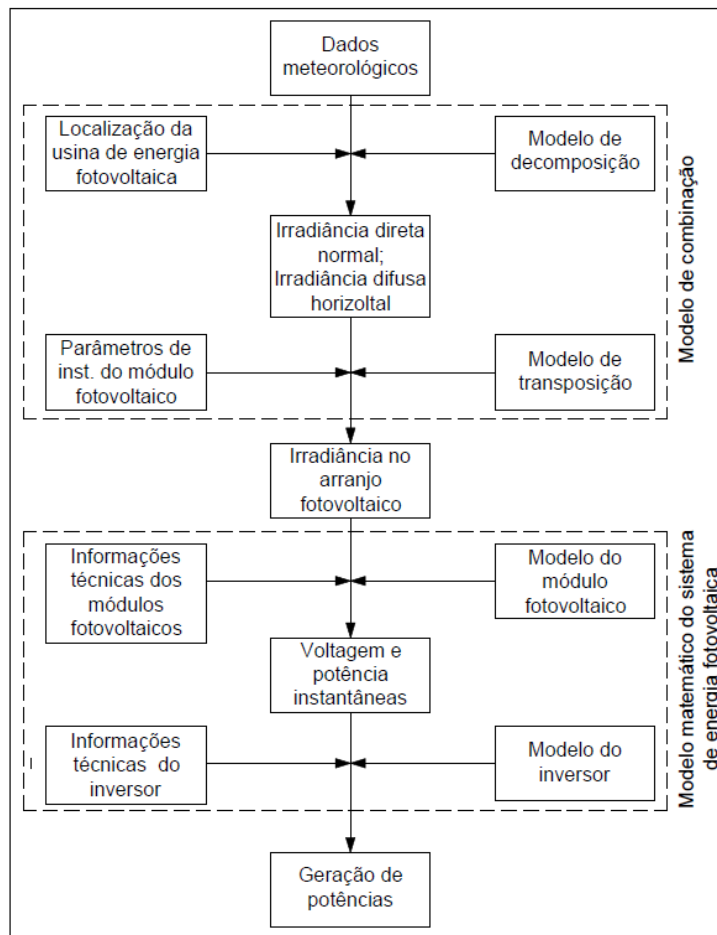 Dados
meteorológicos
Localização da
usina de energia
fotovoltaica
Modelo de
decomposição
Irradiância direta
normal;
Irradiância difusa
horizoltal
Parâmetros de
inst. do módulo
fotovoltaico
Modelo de
transposição
Modelo de combinação
Irradiância no
arranjo
fotovoltaico
Informações
técnicas dos
módulos
fotovoltaicos
Modelo do
módulo
fotovoltaico
Voltagem e
potência
instantâneas
Informações
técnicas do
inversor
Modelo do
inversor
Modelo matemático do sistema
de energia fotovoltaica
Geração de
potências